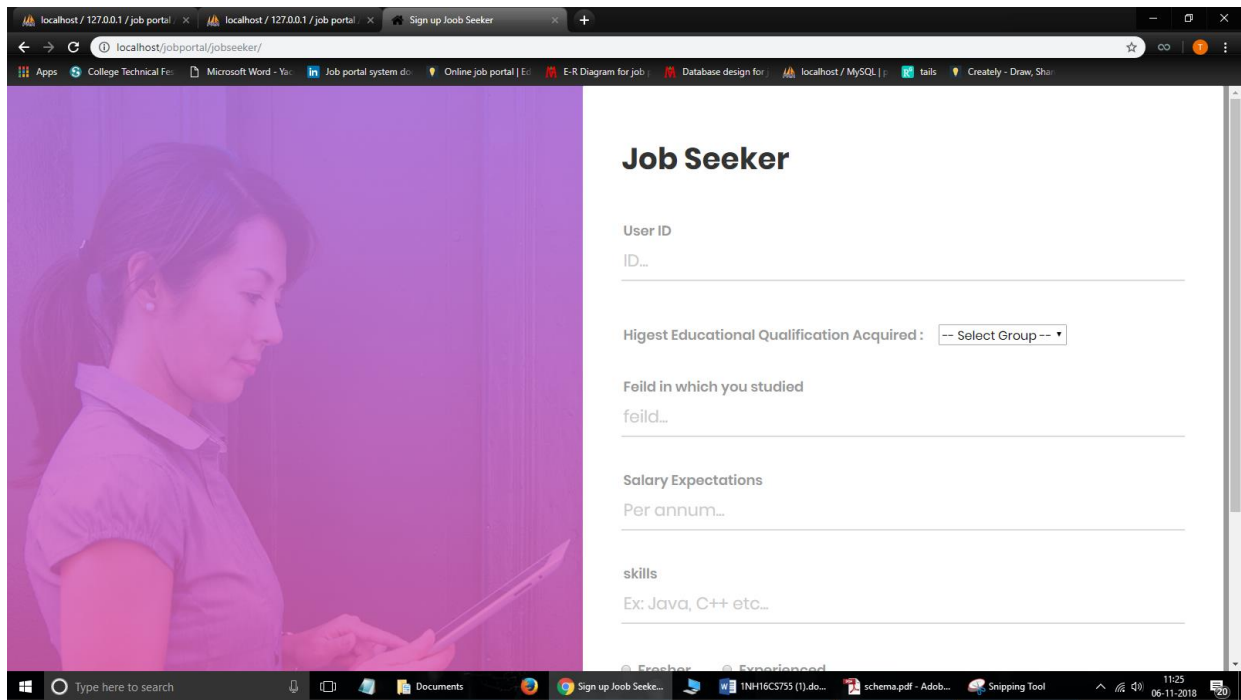 localhost / 127.0.0.1 / job portal
localhost / 127.0.0.1 / job portal
Sign up Joob Seeker
localhost/jobportal/jobseeker/
Apps
College Technical Fes
Microsoft Word - Yac
Job portal system do
Online job portal | Ed
E-R Diagram for job
Database design for
localhost / MySQL |
tails
Creately - Draw, Shar
Job Seeker
User ID
ID...
Higest Educational Qualification Acquired :
-- Select Group --
Feild in which you studied
feild...
Salary Expectations
Per annum...
skills
Ex: Java, C++ etc...
Fresher
Experienced
Type here to search
Documents
Sign up Joob Seeke...
1NH16CS755 (1).do...
schema.pdf - Adob...
Snipping Tool
11:25
06-11-2018
20